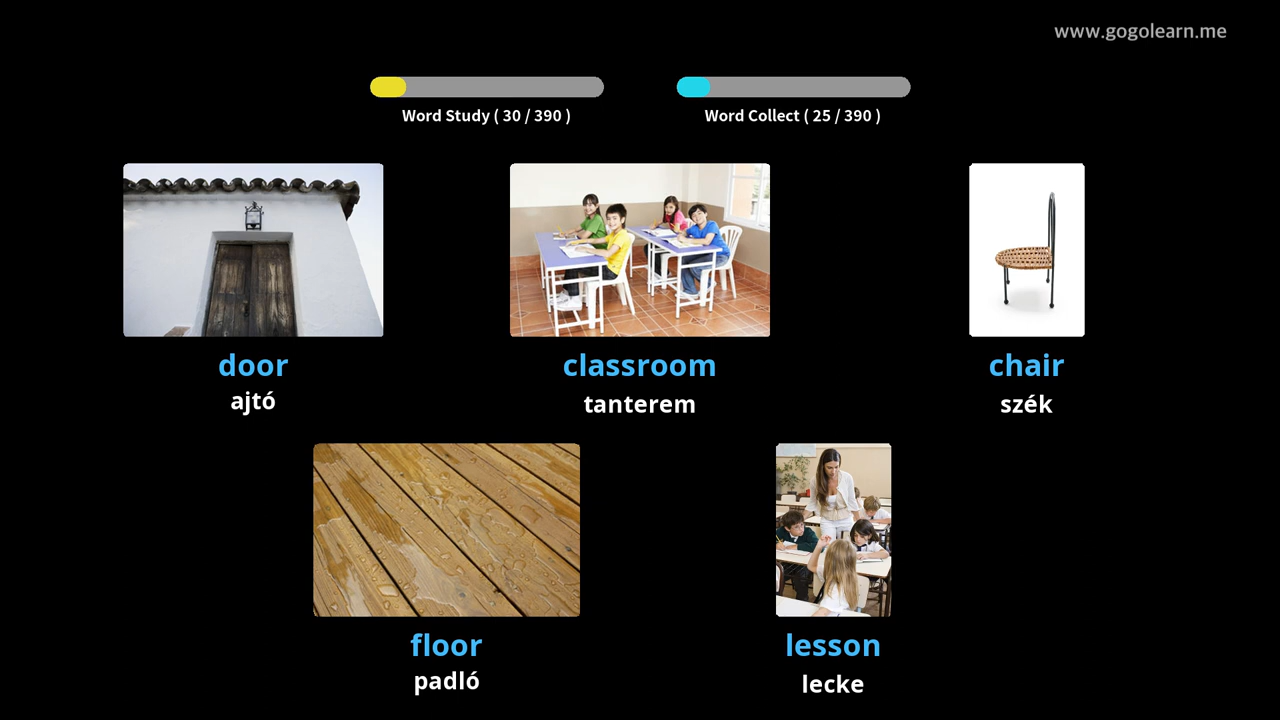 www.gogolearn.me
Word Study ( 30 / 390 )
Word Collect ( 25 / 390 )
door
ajtó
classroom
tanterem
chair
szék
floor
padló
lesson
lecke